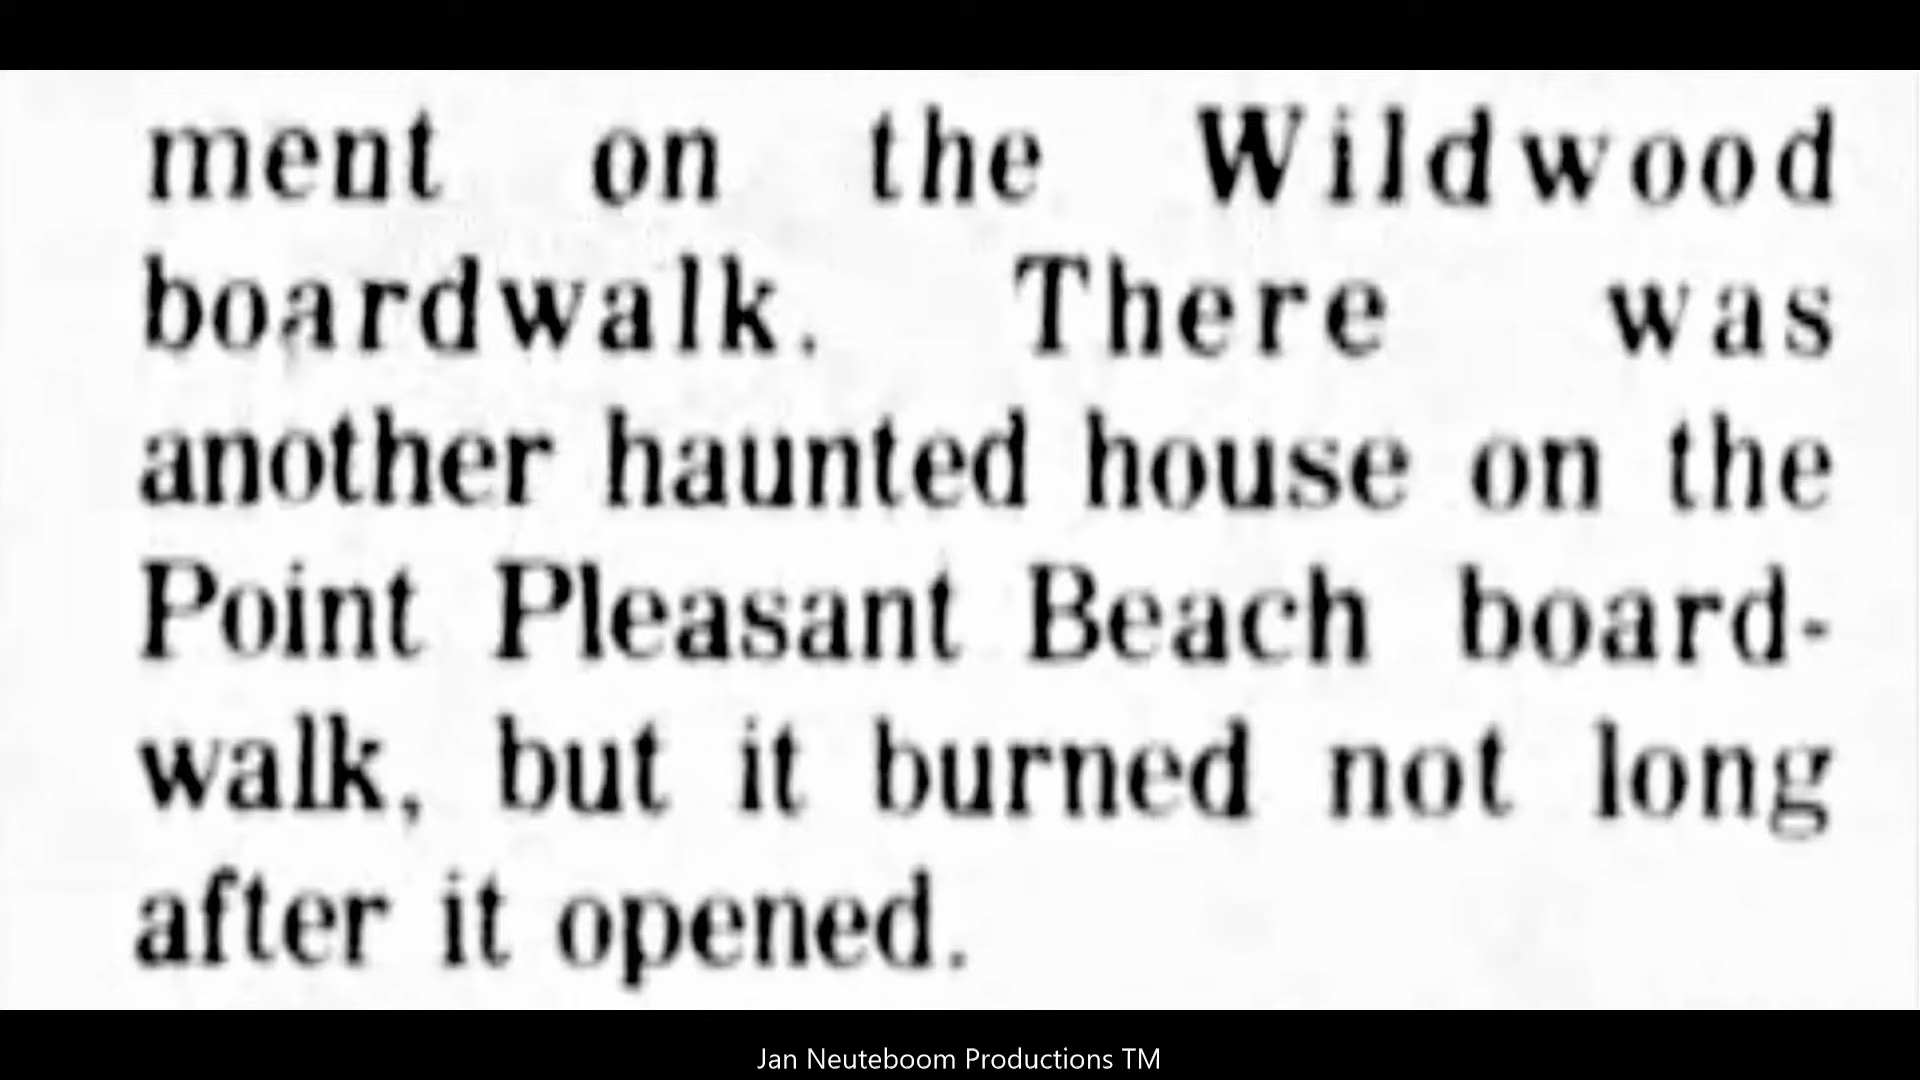 ment on the Wildwood
boardwalk. There was
another haunted house on the
Point Pleasant Beach board-
walk, but it burned not long
after it opened.
Jan Neuteboom Productions TM